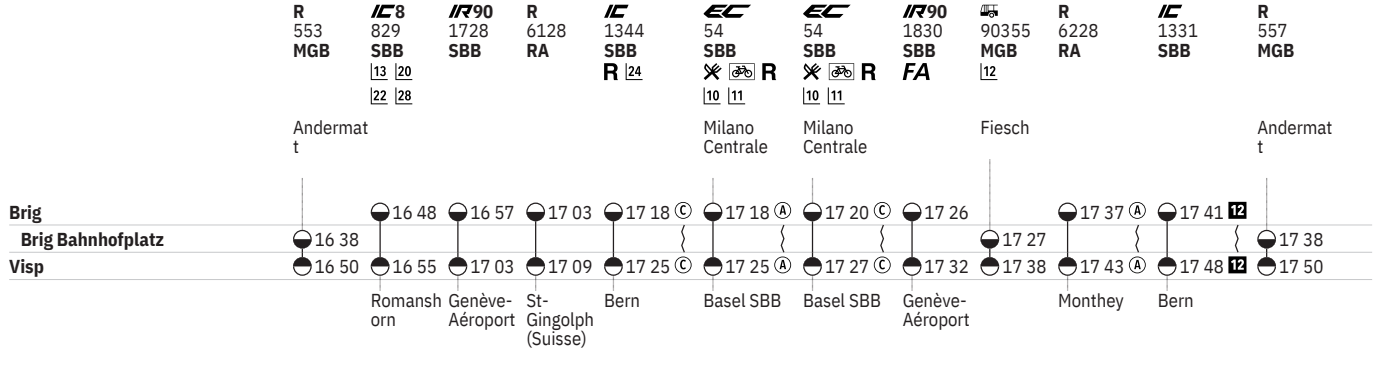 R IC8 IR90 R IC EC EC IR90 R IC R
553 829 1728 6128 1344 54 54 1830 90355 6228 1331 557
MGB SBB SBB RA SBB SBB SBB SBB MGB RA SBB MGB
13 20 R 24 R R FA 12
22 28 10 11 10 11
Andermat Milano Milano Fiesch Andermat
t Centrale Centrale t
Brig 16 48 16 57 17 03 17 18 C 17 18 A 17 20 C 17 26 17 37 A 17 41 12
Brig Bahnhofplatz 16 38 17 27 17 38
Visp 16 50 16 55 17 03 17 09 17 25 C 17 25 A 17 27 C 17 32 17 38 17 43 A 17 48 12 17 50
Romansh Genève- St- Bern Basel SBB Basel SBB Genève- Monthey Bern
orn Aéroport Gingolph Aéroport
(Suisse)